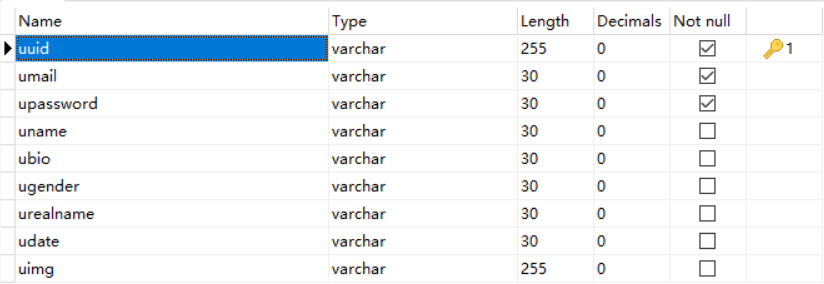 Name Type Length Decimals Not null
uuid varchar 255 0 1
umail varchar 30 0
upassword varchar 30 0
uname varchar 30 0
ubio varchar 30 0
ugender varchar 30 0
urealname varchar 30 0
udate varchar 30 0
uimg varchar 255 0